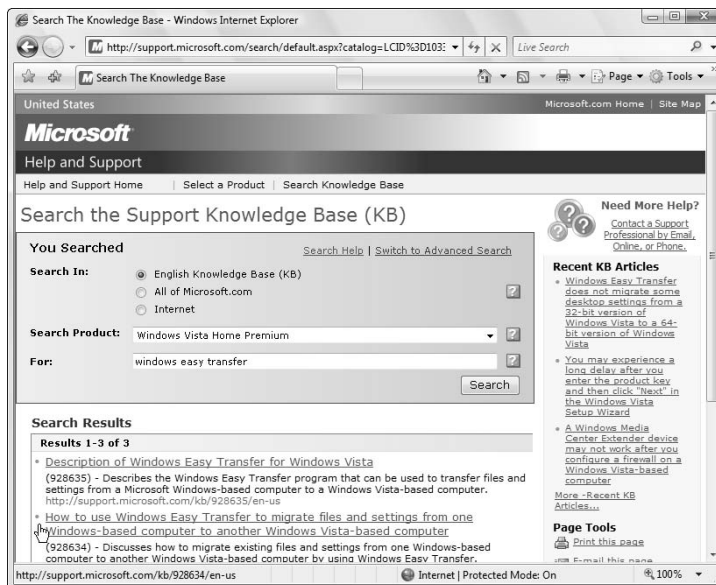 Search The Knowledge Base - Windows Internet Explorer
http://support.microsoft.com/search/default.aspx?catalog=LCID%3D103
Live Search
Search The Knowledge Base
Page
Tools
United States
Microsoft.com Home | Site Map
Microsoft
Help and Support
Help and Support Home | Select a Product | Search Knowledge Base
Search the Support Knowledge Base (KB)
You Searched
Search Help | Switch to Advanced Search
Search In:
English Knowledge Base (KB)
All of Microsoft.com
Internet
Search Product:
Windows Vista Home Premium
For:
windows easy transfer
Search
Search Results
Results 1-3 of 3
Description of Windows Easy Transfer for Windows Vista
(928635) - Describes the Windows Easy Transfer program that can be used to transfer files and
settings from a Microsoft Windows-based computer to a Windows Vista-based computer.
http://support.microsoft.com/kb/928635/en-us
How to use Windows Easy Transfer to migrate files and settings from one
Windows-based computer to another Windows Vista-based computer
(928634) - Discusses how to migrate existing files and settings from one Windows-based
computer to another Windows Vista-based computer by using Windows Easy Transfer.
Need More Help?
Contact a Support
Professional by Email,
Online, or Phone.
Recent KB Articles
Windows Easy Transfer
does not migrate some
desktop settings from a
32-bit version of
Windows Vista to a 64-
bit version of Windows
Vista
You may experience a
long delay after you
enter the product key
and then click "Next" in
the Windows Vista
Setup Wizard
A Windows Media
Center Extender device
may not work after you
configure a firewall on a
Windows Vista-based
computer
More -Recent KB
Articles...
Page Tools
Print this page
E-mail this page
http://support.microsoft.com/kb/928634/en-us
Internet | Protected Mode: On
100%